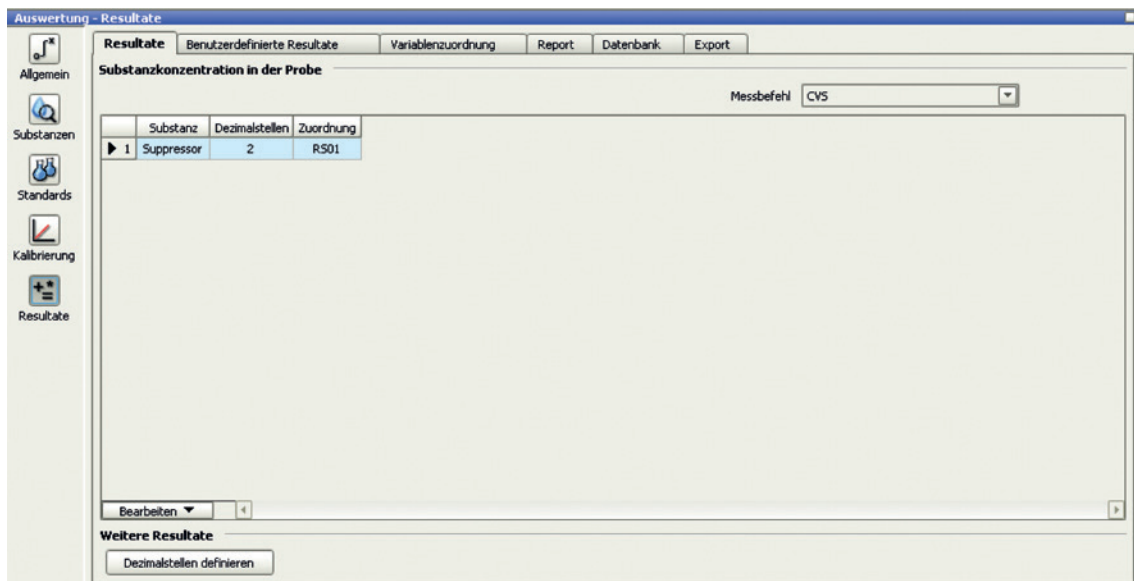 Auswertung - Resultate
Allgemein
Substanzen
Standards
Kalibrierung
Resultate
Resultate Benutzerdefinierte Resultate Variablenzuordnung Report Datenbank Export
Substanzkonzentration in der Probe
Messbefehl CVS
Substanz Dezimalstellen Zuordnung
1 Suppressor 2 RS01
Bearbeiten
Weitere Resultate
Dezimalstellen definieren